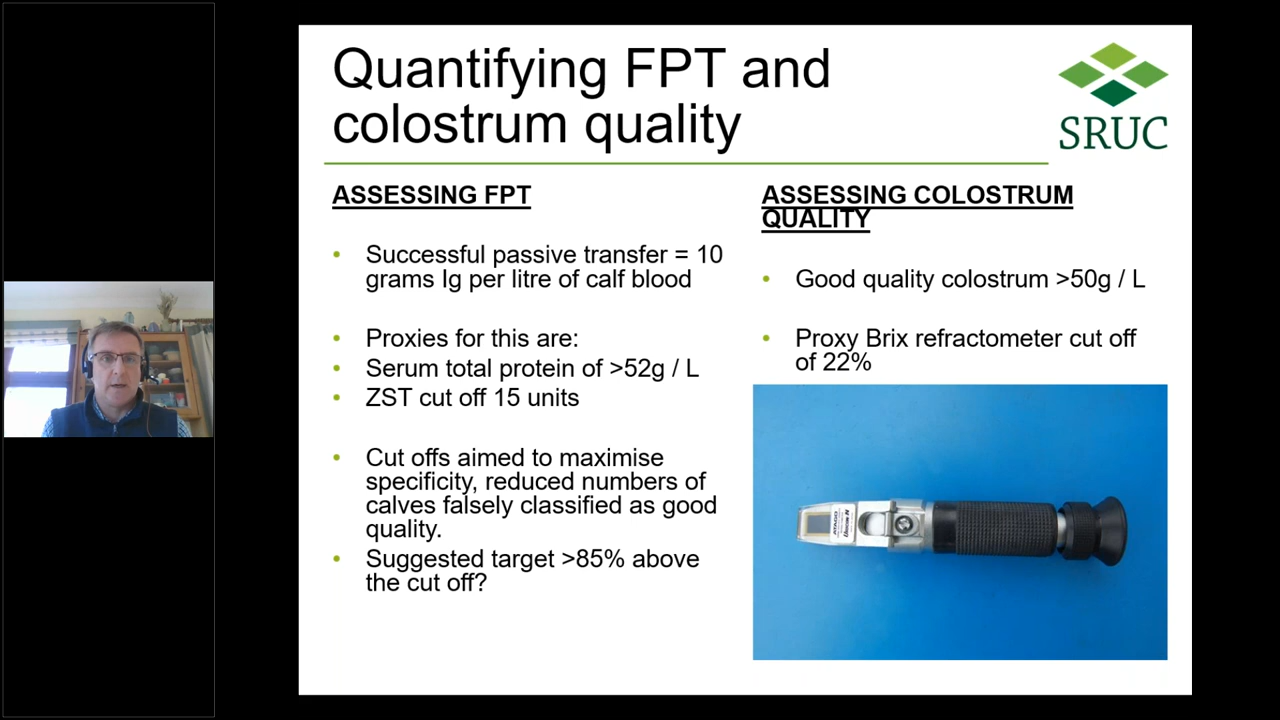 Quantifying FPT and
colostrum quality
SRUC
ASSESSING FPT
• Successful passive transfer = 10
grams Ig per litre of calf blood
• Proxies for this are:
• Serum total protein of >52g / L
• ZST cut off 15 units
• Cut offs aimed to maximise
specificity, reduced numbers of
calves falsely classified as good
quality.
• Suggested target >85% above
the cut off?
ASSESSING COLOSTRUM
QUALITY
• Good quality colostrum >50g / L
• Proxy Brix refractometer cut off
of 22%
ATAGO